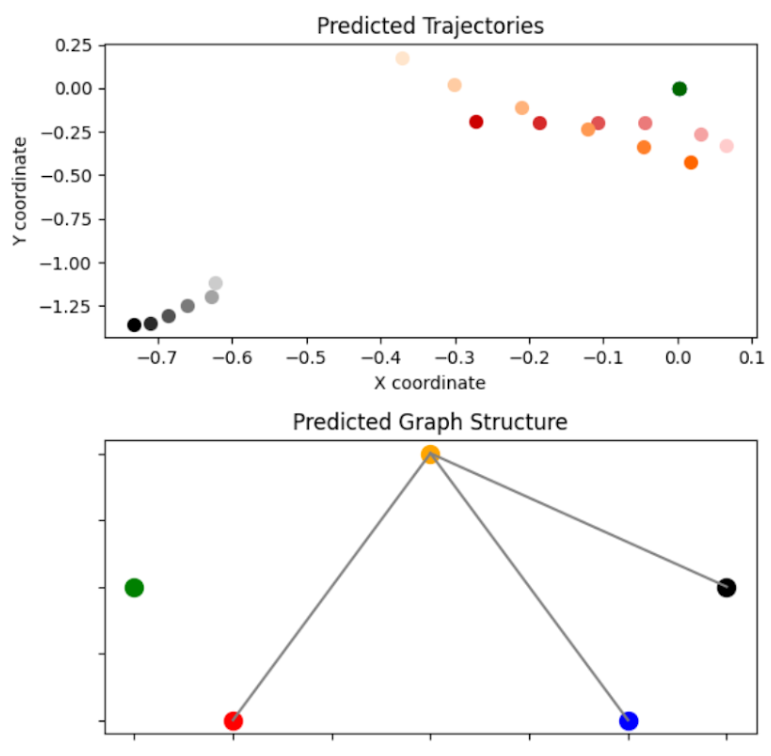 Predicted Trajectories
0.25
0.00
−0.25
−0.50
−0.75
−1.00
−1.25
Y coordinate
−0.7 −0.6 −0.5 −0.4 −0.3 −0.2 −0.1 0.0 0.1
X coordinate
Predicted Graph Structure